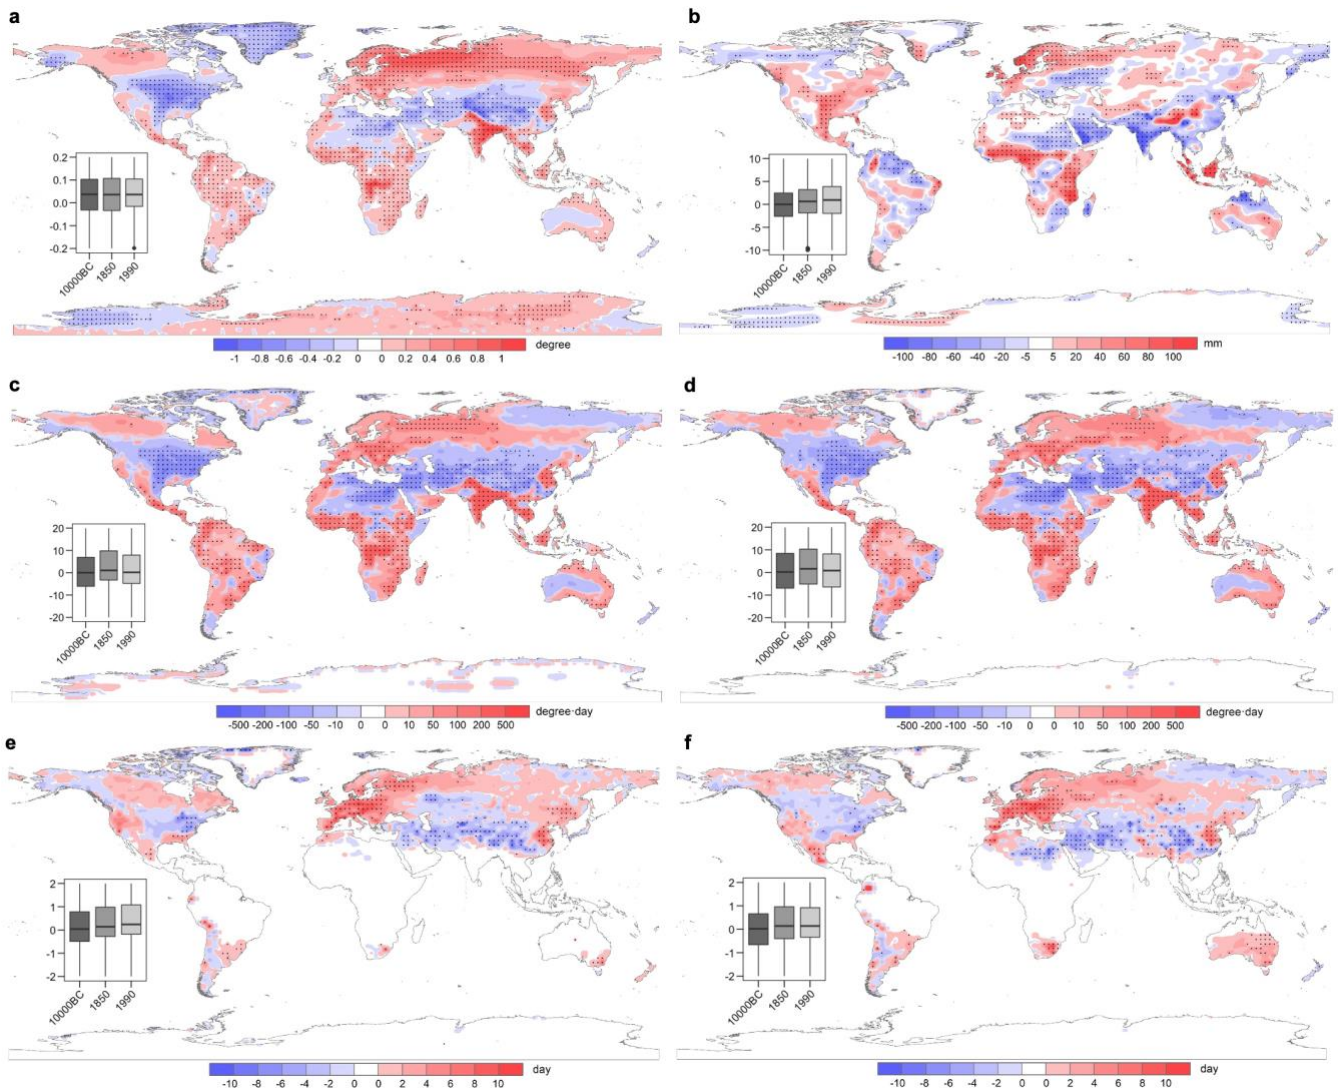 a
0.2
0.1
0.0
-0.1
-0.2
10000BC 1850 1990
-1 -0.8 -0.6 -0.4 -0.2 0 0 0.2 0.4 0.6 0.8 1 degree
b
10
5
0
-5
-10
10000BC 1850 1990
-100 -80 -60 -40 -20 -5 5 20 40 60 80 100 mm
c
20
10
0
-10
-20
10000BC 1850 1990
-500 -200 -100 -50 -10 0 0 10 50 100 200 500 degree·day
d
20
10
0
-10
-20
10000BC 1850 1990
-500 -200 -100 -50 -10 0 0 10 50 100 200 500 degree·day
e
2
1
0
-1
-2
10000BC 1850 1990
-10 -8 -6 -4 -2 0 0 2 4 6 8 10 day
f
2
1
0
-1
-2
10000BC 1850 1990
-10 -8 -6 -4 -2 0 0 2 4 6 8 10 day